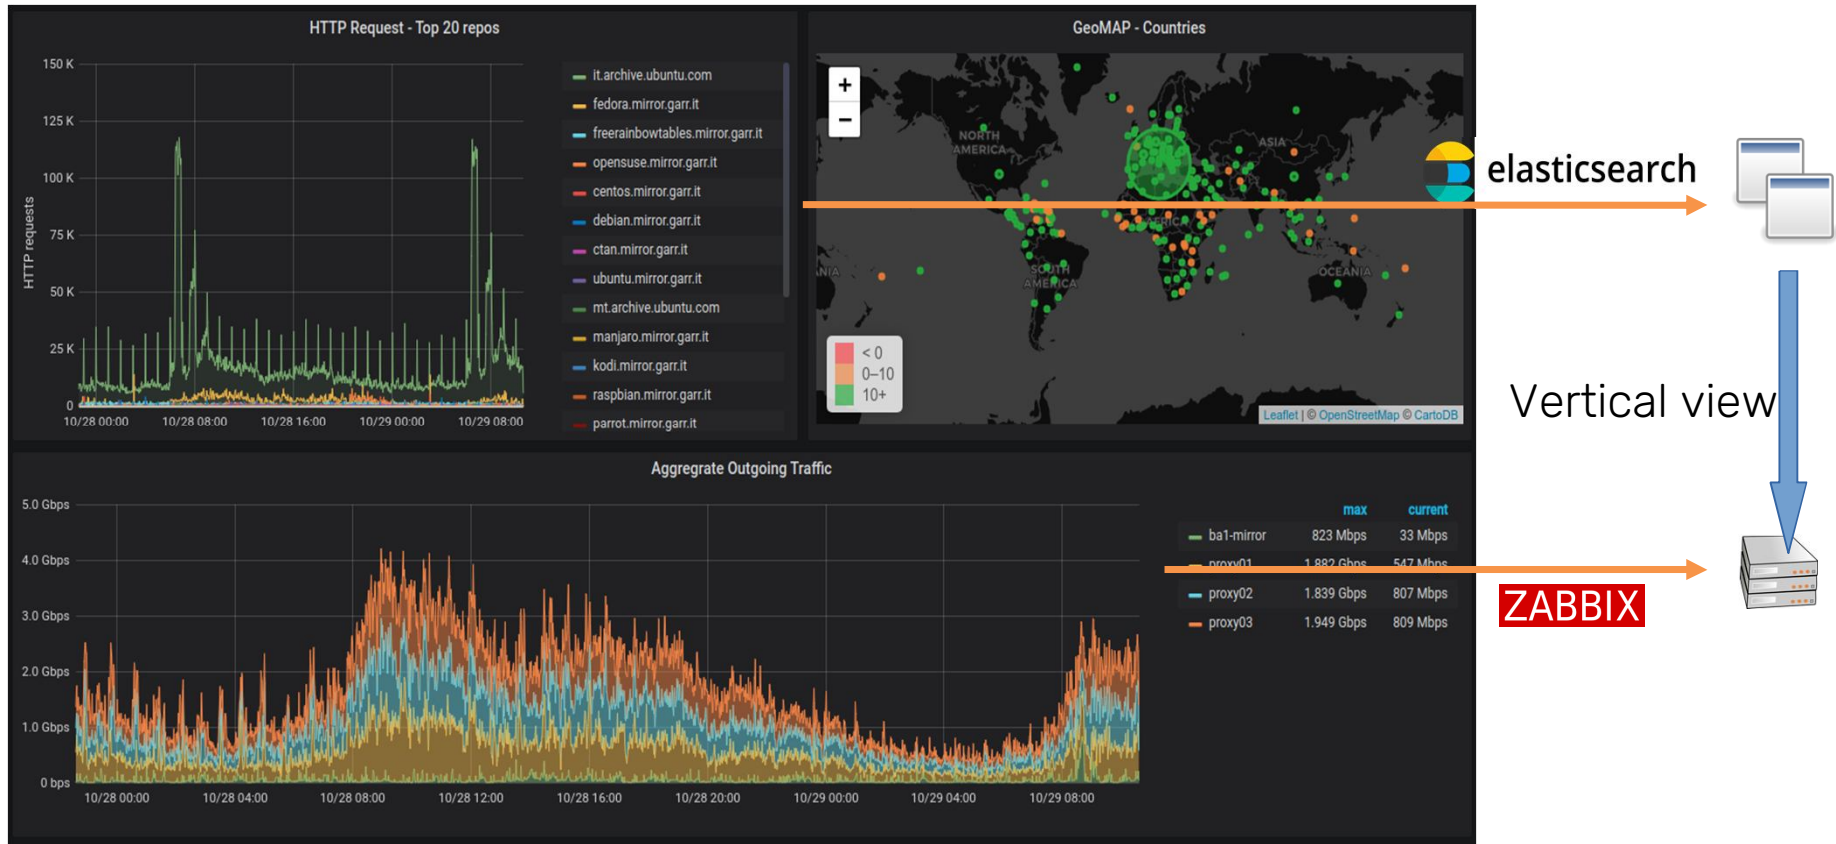 HTTP Request - Top 20 repos
HTTP requests
150 K
125 K
100 K
75 K
50 K
25 K
0
10/28 00:00
10/28 08:00
10/28 16:00
10/29 00:00
10/29 08:00
it.archive.ubuntu.com
fedora.mirror.garr.it
freerainbowtables.mirror.garr.it
opensuse.mirror.garr.it
centos.mirror.garr.it
debian.mirror.garr.it
ctan.mirror.garr.it
ubuntu.mirror.garr.it
mt.archive.ubuntu.com
manjaro.mirror.garr.it
kodi.mirror.garr.it
raspbian.mirror.garr.it
parrot.mirror.garr.it
GeoMAP - Countries
+
−
NORTH
AMERICA
ASIA
AFRICA
NIA
SOUTH
AMERICA
OCEANIA
< 0
0–10
10+
Leaflet | © OpenStreetMap © CartoDB
elasticsearch
Vertical view
Aggregrate Outgoing Traffic
5.0 Gbps
4.0 Gbps
3.0 Gbps
2.0 Gbps
1.0 Gbps
0 bps
10/28 00:00
10/28 04:00
10/28 08:00
10/28 12:00
10/28 16:00
10/28 20:00
10/29 00:00
10/29 04:00
10/29 08:00
max current
ba1-mirror 823 Mbps 33 Mbps
proxy01 1.882 Gbps 547 Mbps
proxy02 1.839 Gbps 807 Mbps
proxy03 1.949 Gbps 809 Mbps
ZABBIX